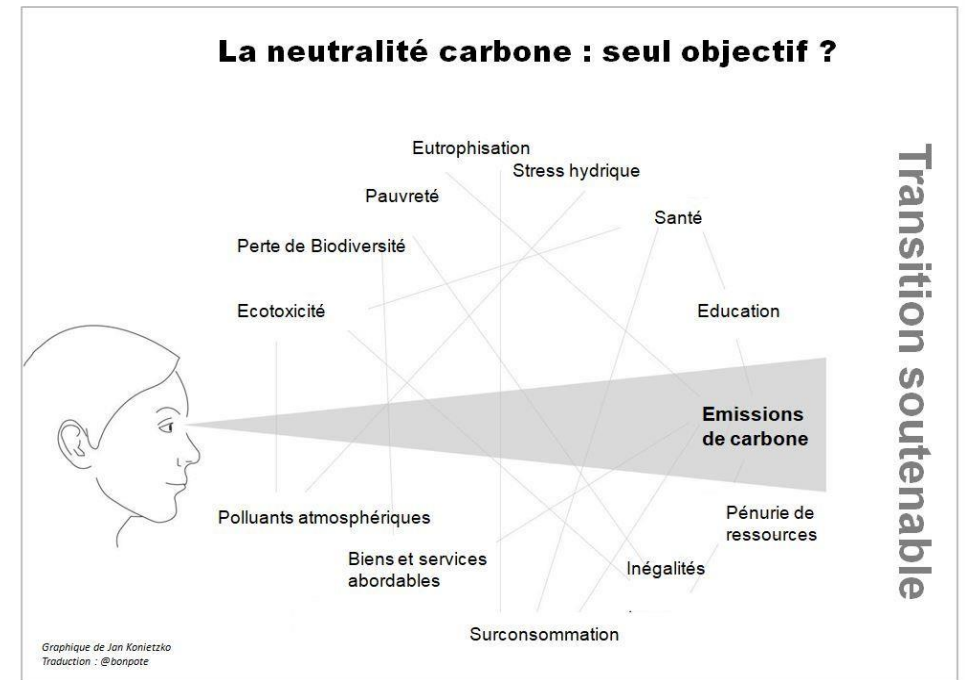 La neutralité carbone : seul objectif ?
Eutrophisation
Stress hydrique
Pauvreté
Santé
Perte de Biodiversité
Ecotoxicité
Education
Emissions
de carbone
Polluants atmosphériques
Pénurie de
ressources
Biens et services
abordables
Inégalités
Surconsommation
Transition soutenable
Graphique de Jan Konietzko
Traduction : @bonpote